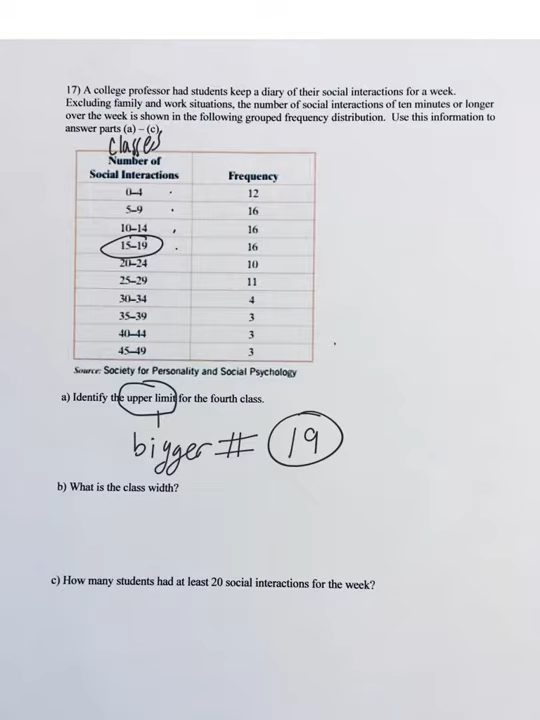 17) A college professor had students keep a diary of their social interactions for a week.
Excluding family and work situations, the number of social interactions of ten minutes or longer
over the week is shown in the following grouped frequency distribution. Use this information to
answer parts (a) – (c).
classes
Number of
Social Interactions Frequency
0–4 12
5–9 16
10–14 16
15–19 16
20–24 10
25–29 11
30–34 4
35–39 3
40–44 3
45–49 3
Source: Society for Personality and Social Psychology
a) Identify the upper limit for the fourth class.
bigger # 19
b) What is the class width?
c) How many students had at least 20 social interactions for the week?